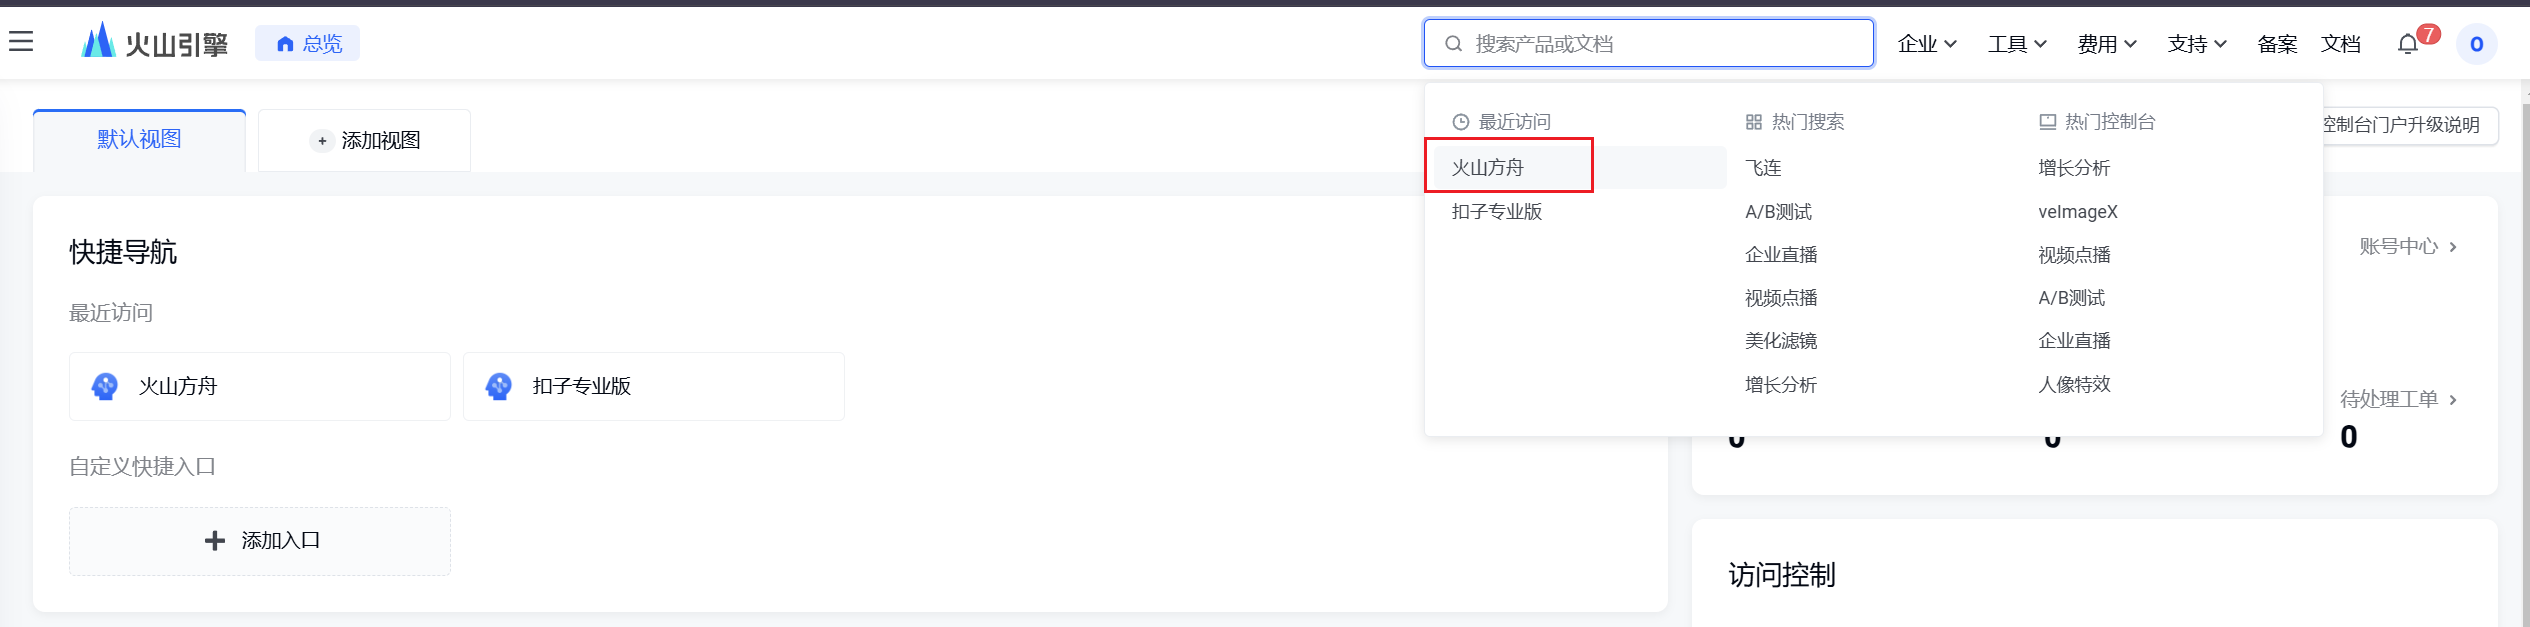 火山引擎
总览
搜索产品或文档
企业
工具
费用
支持
备案
文档
7
0
默认视图
+ 添加视图
控制台门户升级说明
快捷导航
最近访问
火山方舟
扣子专业版
自定义快捷入口
添加入口
最近访问
火山方舟
扣子专业版
热门搜索
飞连
A/B测试
企业直播
视频点播
美化滤镜
增长分析
热门控制台
增长分析
veImageX
视频点播
A/B测试
企业直播
人像特效
账号中心
待处理工单
0
0
0
访问控制